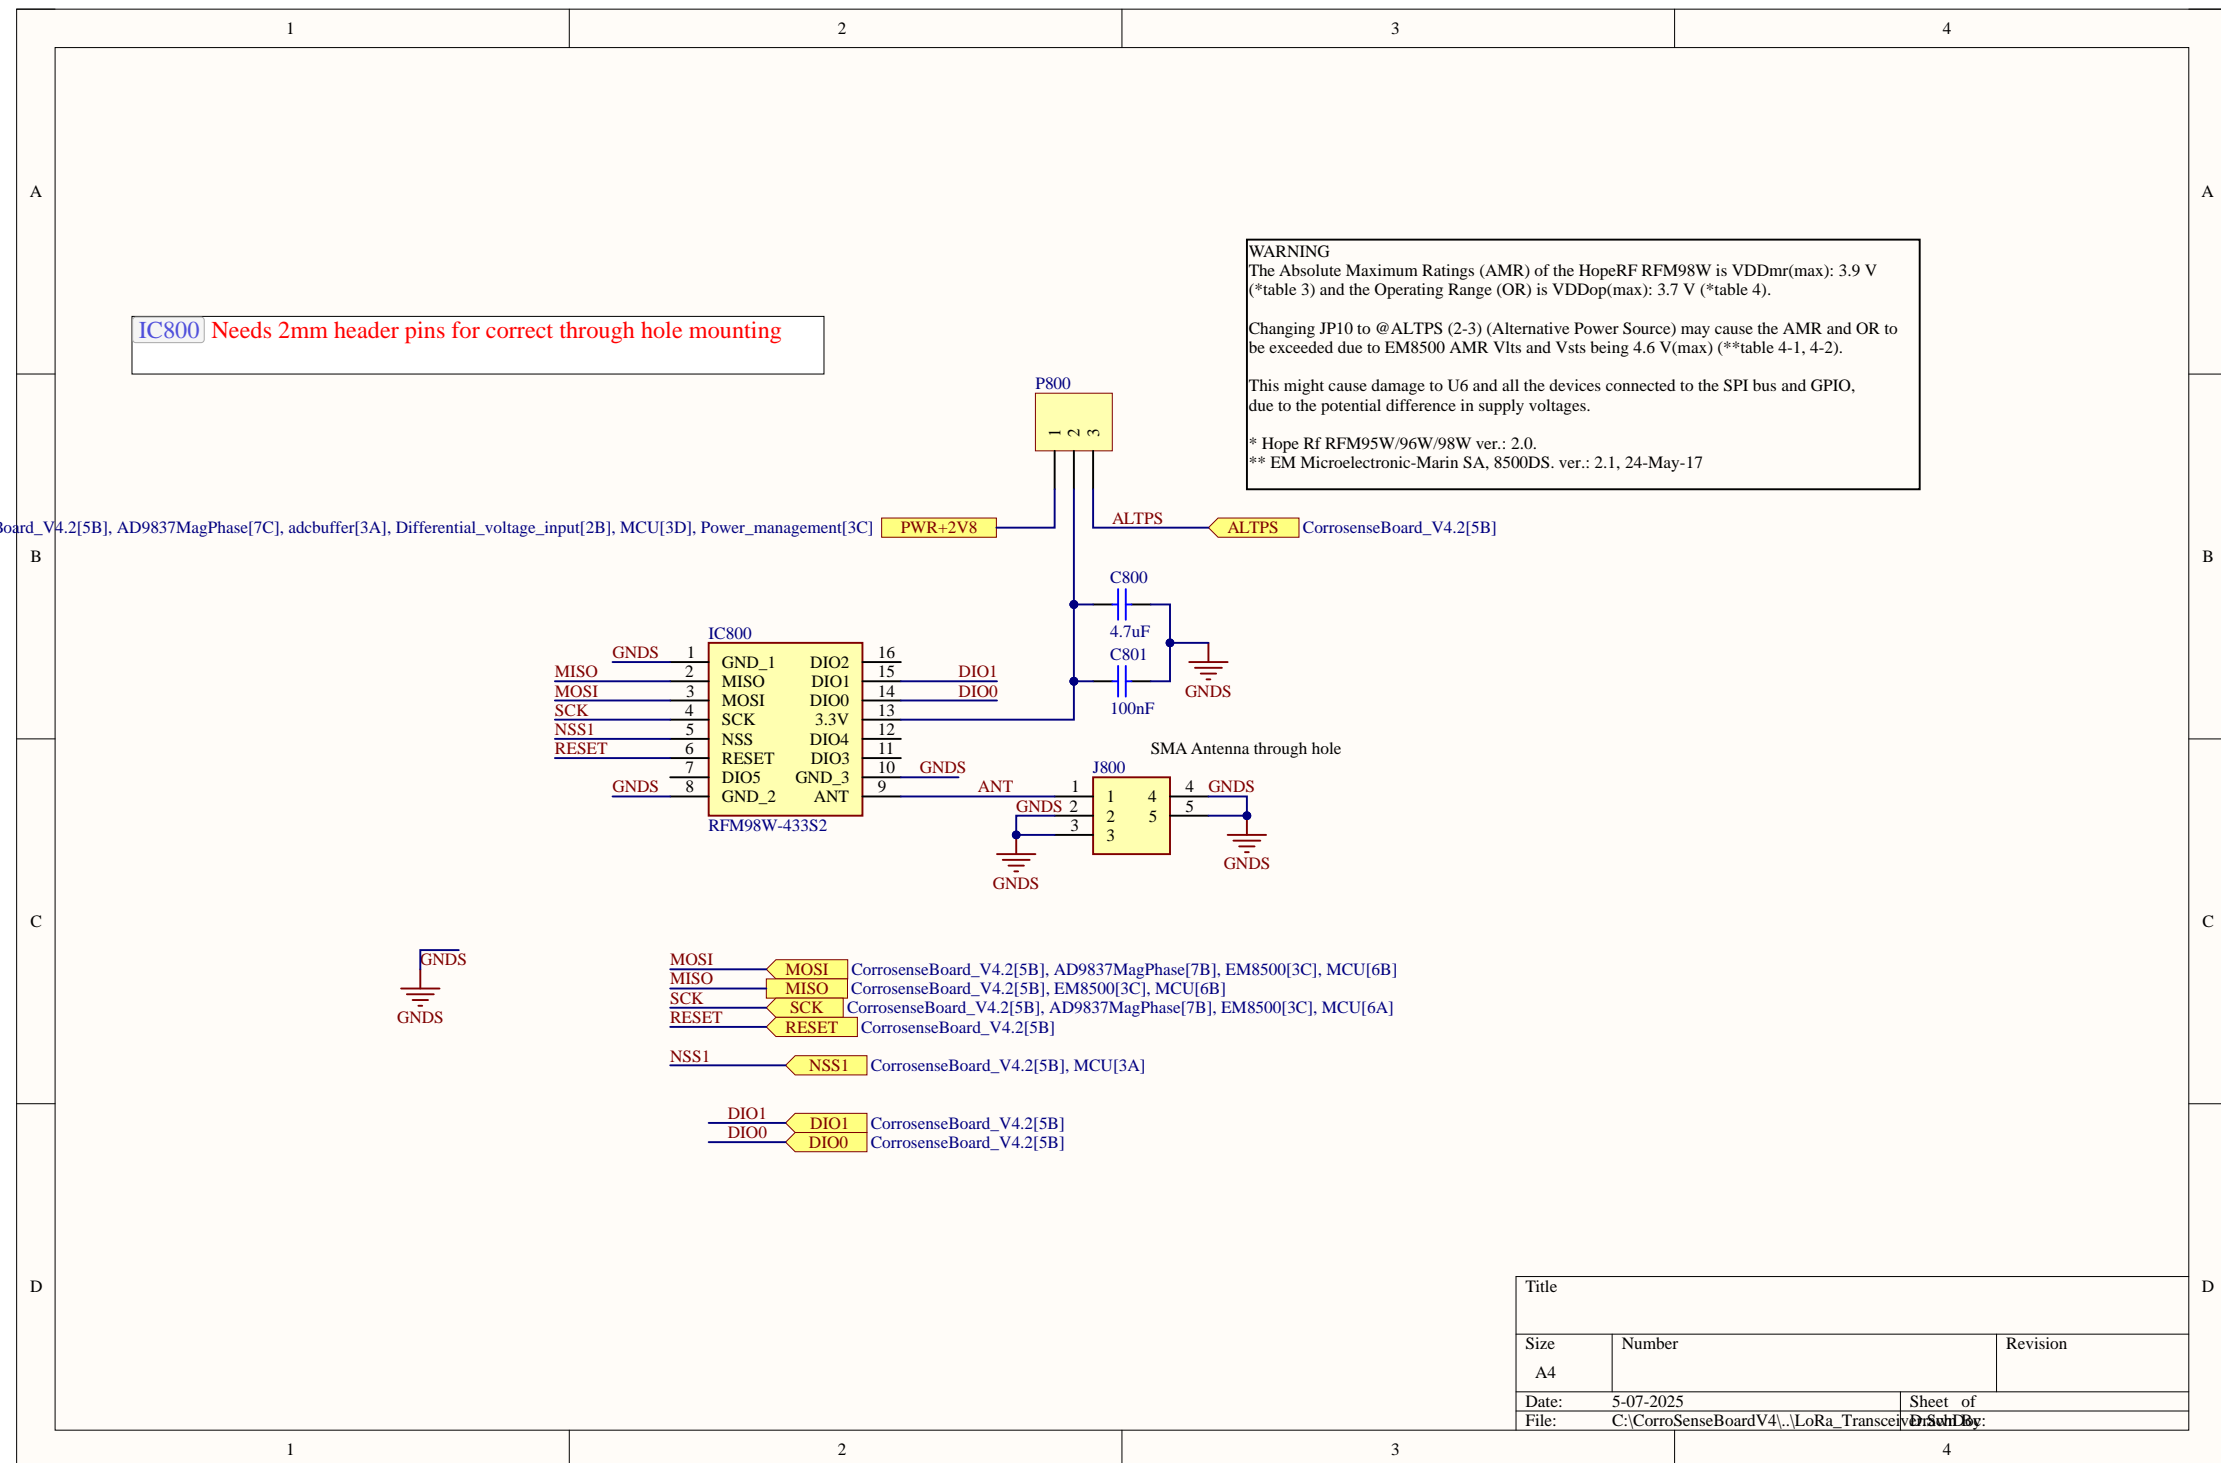 1 2 3 4
A A
WARNING
The Absolute Maximum Ratings (AMR) of the HopeRF RFM98W is VDDmr(max): 3.9 V
(*table 3) and the Operating Range (OR) is VDDop(max): 3.7 V (*table 4).
Changing JP10 to @ALTPS (2-3) (Alternative Power Source) may cause the AMR and OR to
be exceeded due to EM8500 AMR Vlts and Vsts being 4.6 V(max) (**table 4-1, 4-2).
This might cause damage to U6 and all the devices connected to the SPI bus and GPIO,
due to the potential difference in supply voltages.
* Hope Rf RFM95W/96W/98W ver.: 2.0.
** EM Microelectronic-Marin SA, 8500DS. ver.: 2.1, 24-May-17
IC800 Needs 2mm header pins for correct through hole mounting
P800
1 2 3
Board_V4.2[5B], AD9837MagPhase[7C], adcbuffer[3A], Differential_voltage_input[2B], MCU[3D], Power_management[3C] PWR+2V8
ALTPS ALTPS CorrosenseBoard_V4.2[5B]
B B
C800
4.7uF
C801
100nF
GNDS
IC800
GNDS 1 GND_1 DIO2 16
MISO 2 MISO DIO1 15 DIO1
MOSI 3 MOSI DIO0 14 DIO0
SCK 4 SCK 3.3V 13
NSS1 5 NSS DIO4 12
RESET 6 RESET DIO3 11
7 DIO5 GND_3 10 GNDS
GNDS 8 GND_2 ANT 9 ANT
RFM98W-433S2
SMA Antenna through hole
J800
1 1 4 4 GNDS
GNDS 2 2 5 5
3 3
GNDS
GNDS
C C
GNDS
GNDS
MOSI MOSI CorrosenseBoard_V4.2[5B], AD9837MagPhase[7B], EM8500[3C], MCU[6B]
MISO MISO CorrosenseBoard_V4.2[5B], EM8500[3C], MCU[6B]
SCK SCK CorrosenseBoard_V4.2[5B], AD9837MagPhase[7B], EM8500[3C], MCU[6A]
RESET RESET CorrosenseBoard_V4.2[5B]
NSS1 NSS1 CorrosenseBoard_V4.2[5B], MCU[3A]
DIO1 DIO1 CorrosenseBoard_V4.2[5B]
DIO0 DIO0 CorrosenseBoard_V4.2[5B]
D D
Title
Size Number Revision
A4
Date: 5-07-2025 Sheet of
File: C:\CorroSenseBoardV4\..\LoRa_Transceiver.SchDoc Drawn By:
1 2 3 4